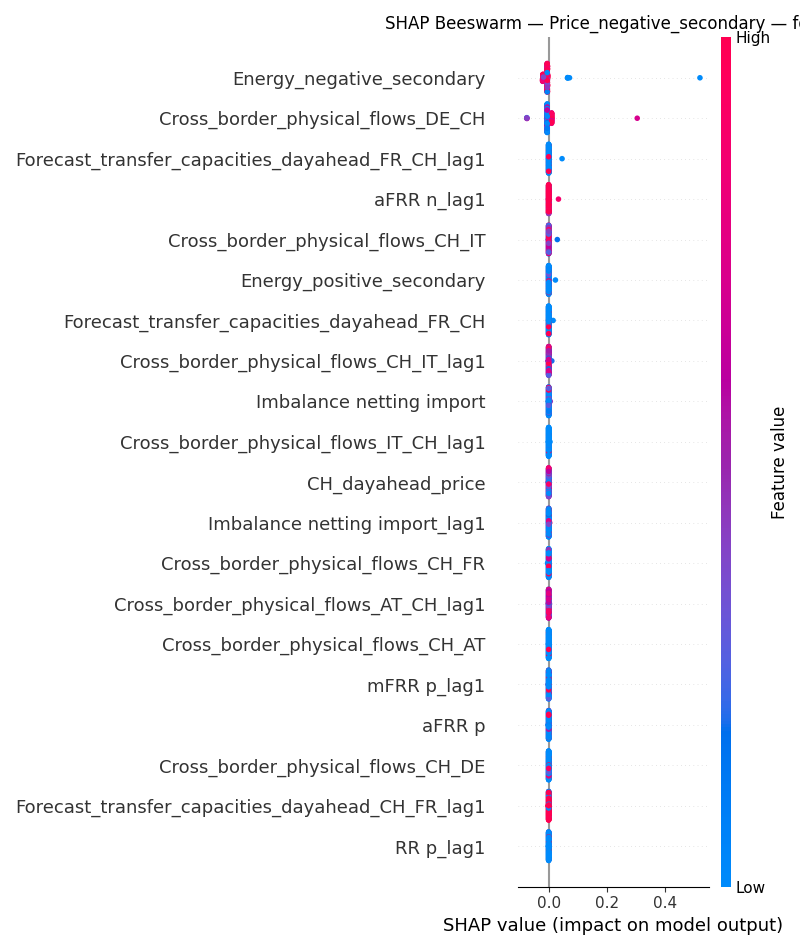 SHAP Beeswarm — Price_negative_secondary — fo
High
Energy_negative_secondary
Cross_border_physical_flows_DE_CH
Forecast_transfer_capacities_dayahead_FR_CH_lag1
aFRR n_lag1
Cross_border_physical_flows_CH_IT
Energy_positive_secondary
Forecast_transfer_capacities_dayahead_FR_CH
Cross_border_physical_flows_CH_IT_lag1
Imbalance netting import
Cross_border_physical_flows_IT_CH_lag1
CH_dayahead_price
Imbalance netting import_lag1
Cross_border_physical_flows_CH_FR
Cross_border_physical_flows_AT_CH_lag1
Cross_border_physical_flows_CH_AT
mFRR p_lag1
aFRR p
Cross_border_physical_flows_CH_DE
Forecast_transfer_capacities_dayahead_CH_FR_lag1
RR p_lag1
Feature value
Low
0.0 0.2 0.4
SHAP value (impact on model output)